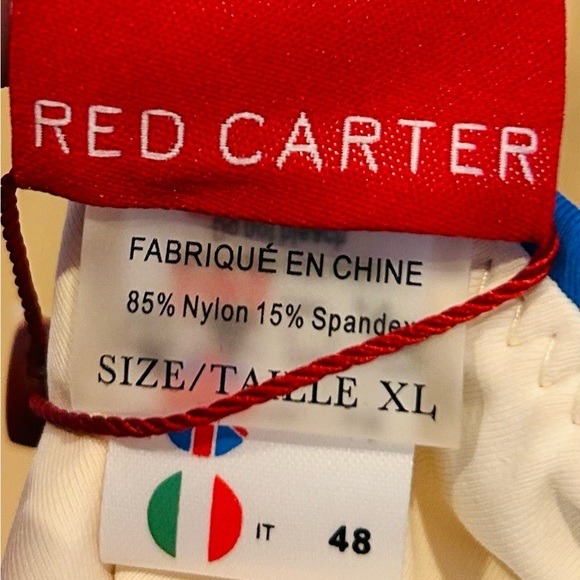 RED CARTER
FABRIQUÉ EN CHINE
85% Nylon 15% Spandex
SIZE/TAILLE XL
IT 48